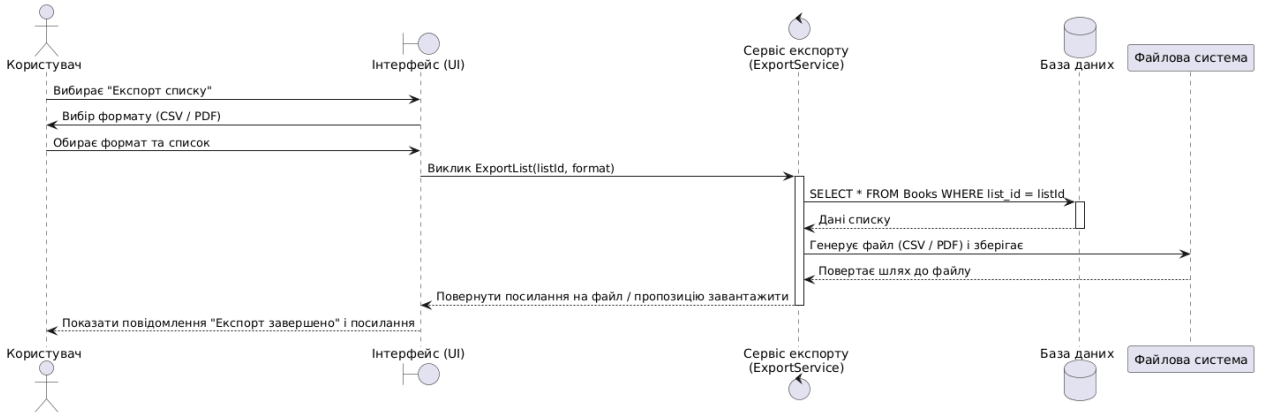 Користувач
Інтерфейс (UI)
Сервіс експорту
(ExportService)
База даних
Файлова система
Вибирає "Експорт списку"
Вибір формату (CSV / PDF)
Обирає формат та список
Виклик ExportList(listId, format)
SELECT * FROM Books WHERE list_id = listId
Дані списку
Генерує файл (CSV / PDF) і зберігає
Повертає шлях до файлу
Повернути посилання на файл / пропозицію завантажити
Показати повідомлення "Експорт завершено" і посилання
Користувач
Інтерфейс (UI)
Сервіс експорту
(ExportService)
База даних
Файлова система